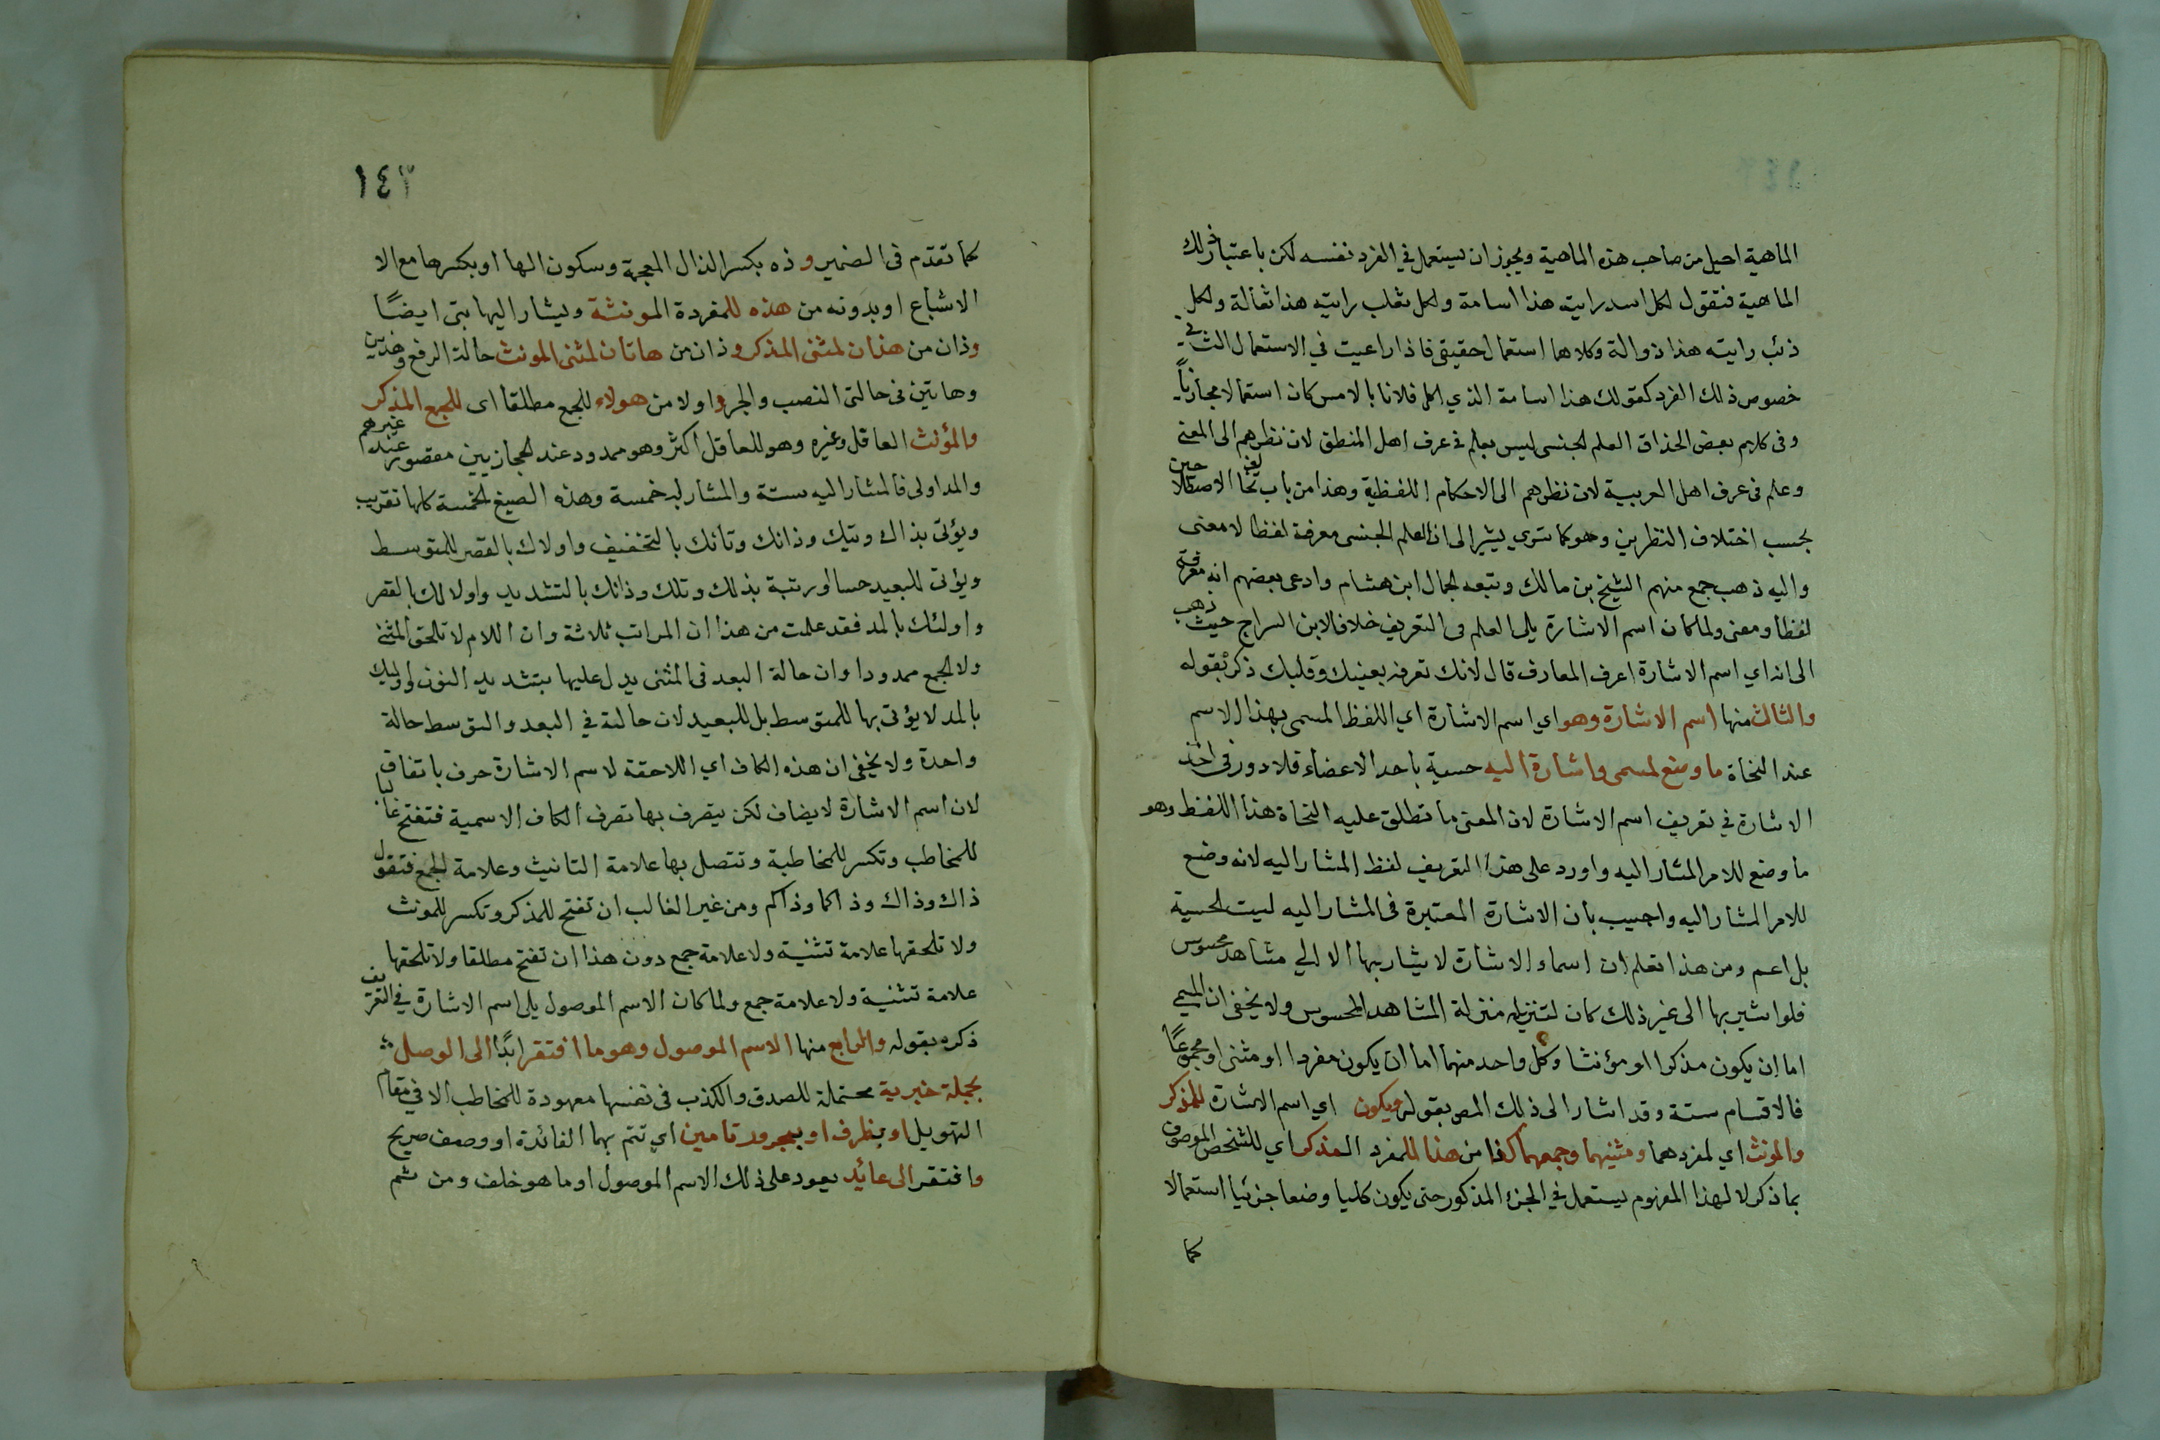 الماهية اصيل من صاحب هذه الماهية ويجوز ان يستعمل في الفرد نفسه لكن باعتبار ذلك
الماهية فتقول لكل اسد رايته هذا اسامة ولكل ثعلب رايته هذا ثعالة ولكل
ذئب رايته هذا ذوالة وكلاهما استعمال حقيقي فاذا راعيت في الاستعمال الثاني
خصوص ذلك الفرد كقولك هذا اسامة الذي اكل فلانا بالامس كان استعمالا مجازيا
وفي كلام بعض الحذاق العلم الجنسي ليس بعلم في عرف اهل المنطق لان نظرهم الى المعنى
وعلم في عرف اهل العربية لان نظرهم الى الاحكام اللفظية وهذا من باب تخالف الاصطلاحين
بحسب اختلاف النظرين وهو كما ترى يشير الى ان العلم الجنسي معرفة لفظا لا معنى
واليه ذهب جمع منهم الشيخ بن مالك وتبعه الجمال ابن هشام وادعى بعضهم انه معرفة
لفظا ومعنى ولما كان اسم الاشارة يلي العلم في التعريف خلافا لابن السراج حيث ذهب
الى انه اي اسم الاشارة اعرف المعارف قال لانك تعرفه بعينك وقلبك ذكره بقوله
والثالث منها اسم الاشارة وهو اي اسم الاشارة اي اللفظ المسمى بهذا الاسم
عند النحاة ما وضع لمسمى واشارة اليه حسية باحد الاعضاء فلا دور في اخذ
الاشارة في تعريف اسم الاشارة لان المعنى ما تطلق عليه النحاة هذا اللفظ وهو
ما وضع للامر المشار اليه واورد على هذا التعريف لفظ المشار اليه لانه وضع
للامر المشار اليه واجيب بان الاشارة المعتبرة في المشار اليه ليست الحسية
بل اعم ومن هذا تعلم ان اسماء الاشارة لا يشار بها الا الى مشاهد محسوس
فلو اشير بها الى غير ذلك كان لتنزيله منزلة المشاهد المحسوس ولا يخفى ان المسمى
اما ان يكون مذكرا او مؤنثا وكل واحد منهما اما ان يكون مفردا او مثنى او مجموعا
فالاقسام ستة وقد اشار الى ذلك المص بقوله ويكون اي اسم الاشارة للمذكر
والمونث اي لمفردهما ومثنيهما وجمعهما كذا من هذا للمفرد المذكر اي للشخص الموصوف
بما ذكر لا لهذا المفهوم يستعمل في الجزئ المذكور حتى يكون كليا وضعا جزئيا استعمالا
كما
١٤٣
كما تقدم في الضمير و ذه بكسر الذال المعجمة وسكون الها او بكسرها مع الا
الاشباع او بدونه من هذه للمفردة المونثة ويشار اليها بتي ايضا
وذان من هذان لمثنى المذكر و ذان من هاتان لمثنى المونث حالة الرفع وهذين
وهاتين في حالتي النصب والجر و اولا من هولاء للجمع مطلقا اي للجمع المذكر
والمؤنث العاقل وغيره وهو للعاقل اكثر وهو ممدود عند الحجازيين مقصور عند غيرهم
والمد اولى فالمشار اليه ستة والمشار به خمسة وهذه الصيغ الخمسة كلها تقريب
ويؤتى بذاك وتيك وذانك وتانك بالتخفيف واولاك بالقصر للمتوسط
ويؤتى للبعيد حسا او رتبة بذلك وتلك وذانك بالتشديد واولالك بالقصر
واولئك بالمد فقد علمت من هذا ان المراتب ثلاثة وان اللام لا تلحق المثنى
ولا الجمع ممدودا وان حالة البعد في المثنى يدل عليها بتشديد النون واولئك
بالمد لا يؤتى بها للمتوسط بل للبعيد لان حالته في البعد والتوسط حالة
واحدة ولا يخفى ان هذه الكاف اي اللاحقة لاسم الاشارة حرف باتفاق
لان اسم الاشارة لا يضاف لكن يتصرف بها تصرف الكاف الاسمية فتفتح غالبا
للمخاطب وتكسر للمخاطبة وتتصل بها علامة التانيث وعلامة الجمع فتقول
ذاك وذاك وذاكما وذاكم ومن غير الغالب ان تفتح للمذكر وتكسر للمونث
ولا تلحقها علامة تثنية ولا علامة جمع دون هذا ان تفتح مطلقا ولا تلحقها
علامة تثنية ولا علامة جمع ولما كان الاسم الموصول يلي اسم الاشارة في التعريف
ذكره بقوله والرابع منها الاسم الموصول وهو ما افتقر ابدًا الى الوصل
بجملة خبرية محتملة للصدق والكذب في نفسها معهودة للمخاطب الا في مقام
التهويل او بظرف او بمجرور تامين اي تتم بهما الفائدة او وصف صريح
وافتقر الى عائد يعود على ذلك الاسم الموصول او ما هو خلف ومن ثم